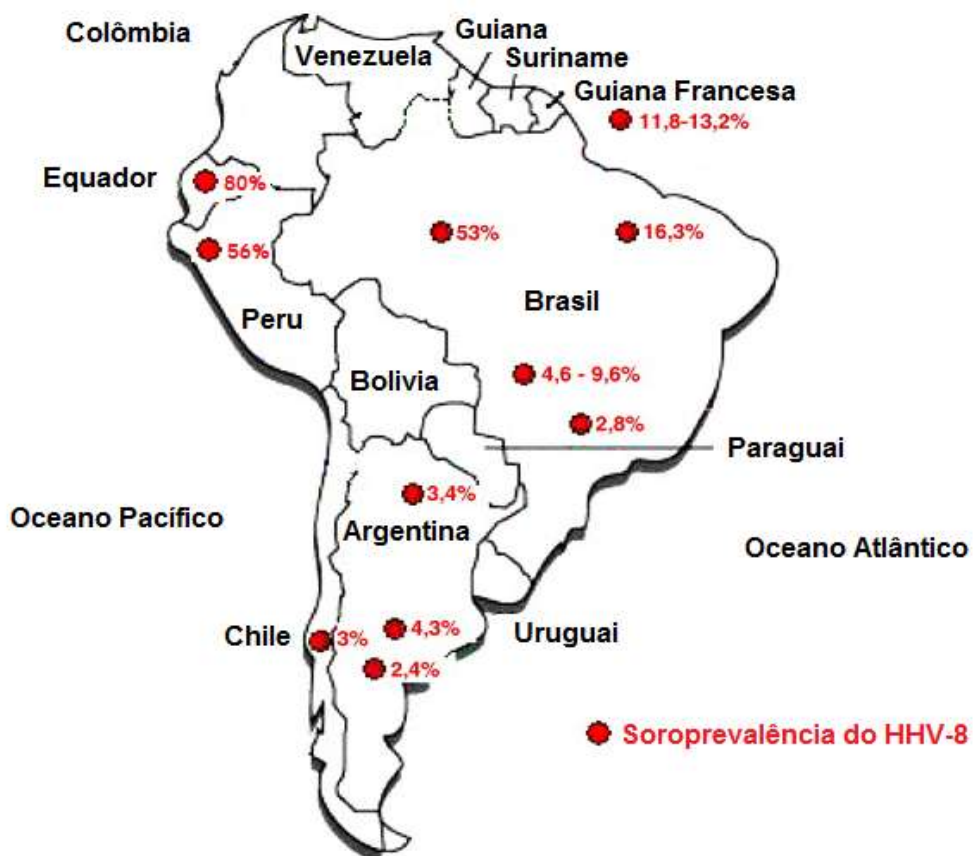 Colômbia
Guiana
Venezuela
Suriname
Guiana Francesa
11,8-13,2%
Equador
80%
53%
16,3%
56%
Peru
Brasil
Bolivia
4,6 - 9,6%
2,8%
Paraguai
3,4%
Oceano Pacífico
Argentina
Oceano Atlântico
Chile
3%
4,3%
Uruguai
2,4%
Soroprevalência do HHV-8